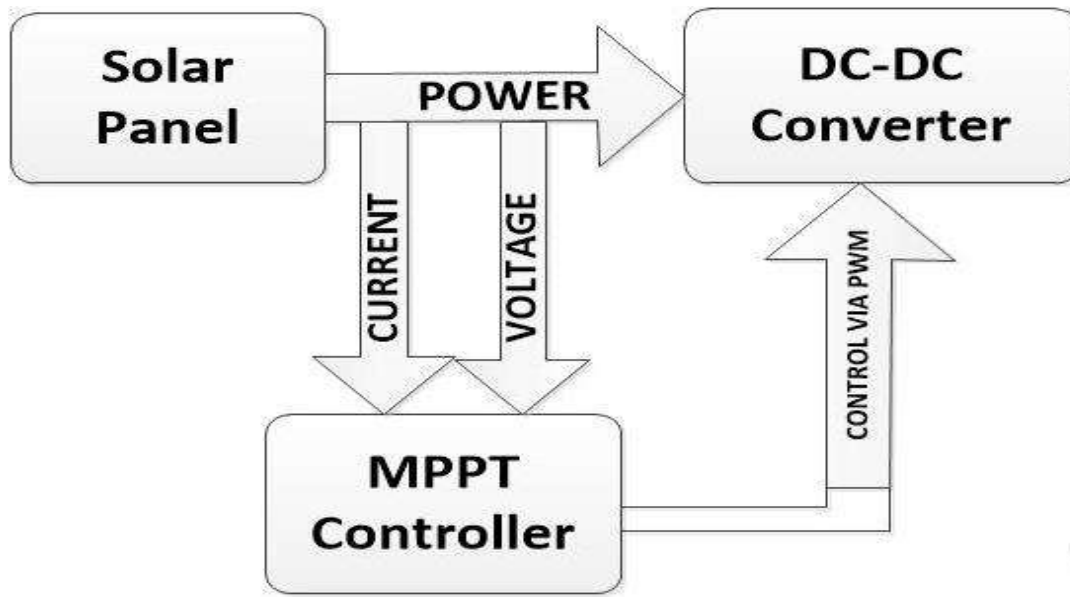 Solar
Panel
POWER
DC-DC
Converter
CURRENT
VOLTAGE
CONTROL VIA PWM
MPPT
Controller